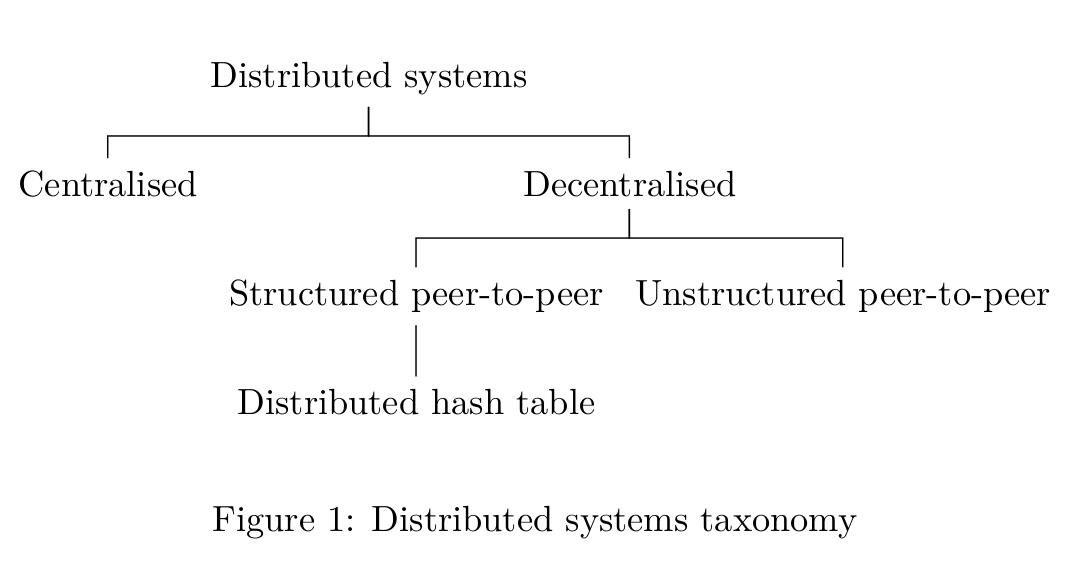 Distributed systems
Centralised Decentralised
Structured peer-to-peer Unstructured peer-to-peer
Distributed hash table
Figure 1: Distributed systems taxonomy